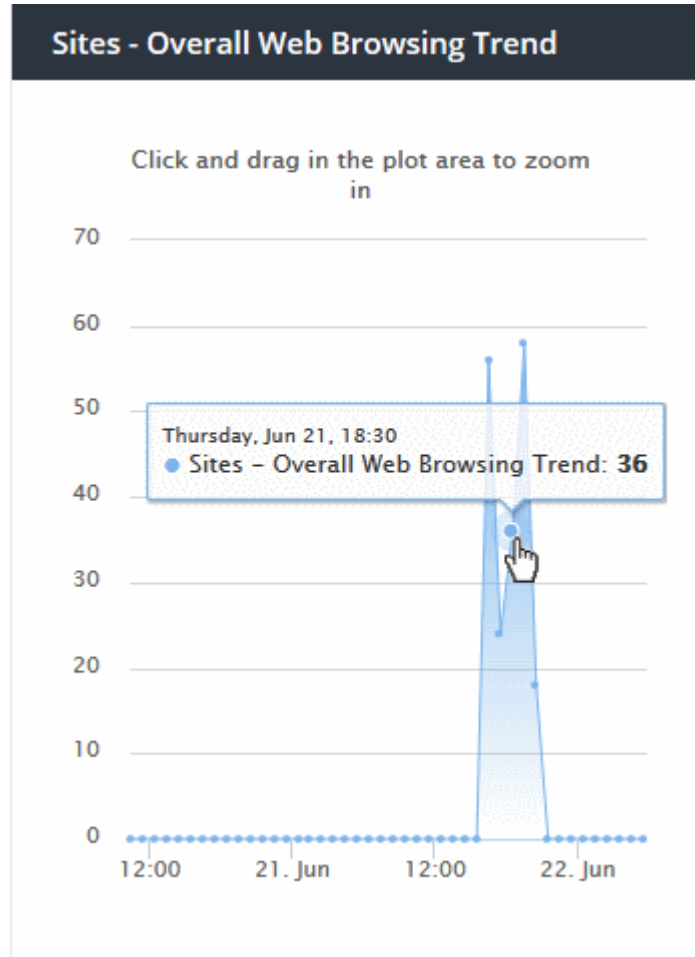 Sites - Overall Web Browsing Trend
Click and drag in the plot area to zoom
in
70
60
50
Thursday, Jun 21, 18:30
Sites – Overall Web Browsing Trend: 36
40
30
20
10
0
12:00 21. Jun 12:00 22. Jun